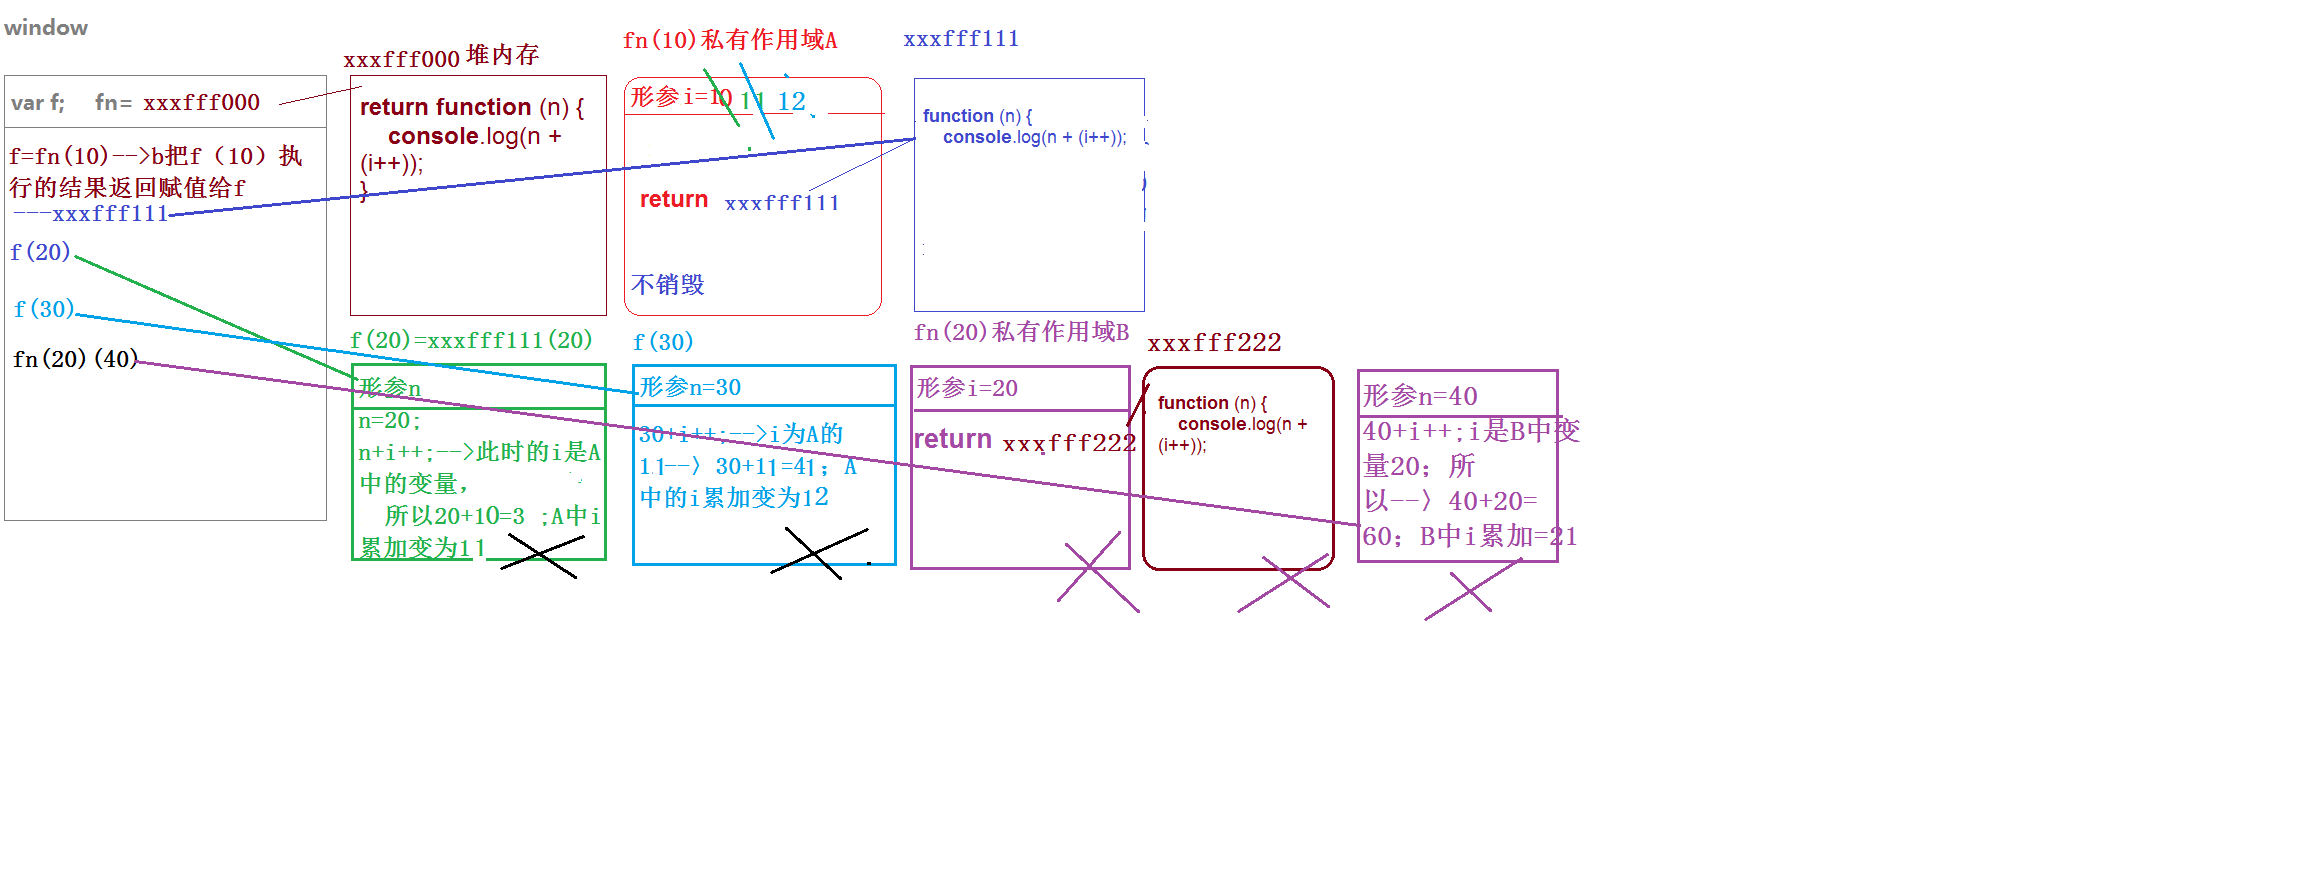 window
var f; fn= xxxfff000
f=fn(10)-->b把f（10）执
行的结果返回赋值给f
---xxxfff111
f(20)
f(30)
fn(20)(40)
xxxfff000 堆内存
return function (n) {
console.log(n +
(i++));
}
fn(10)私有作用域A
形参i=10 11 12
return xxxfff111
不销毁
xxxfff111
function (n) {
console.log(n + (i++));
f(20)=xxxfff111(20)
形参n
n=20;
n+i++;-->此时的i是A
中的变量，
所以20+10=3 ;A中i
累加变为11
f(30)
形参n=30
30+i++;-->i为A的
11--〉30+11=41；A
中的i累加变为12
fn(20)私有作用域B
形参i=20
return xxxfff222
xxxfff222
function (n) {
console.log(n +
(i++));
形参n=40
40+i++;i是B中变
量20；所
以--〉40+20=
60；B中i累加=21